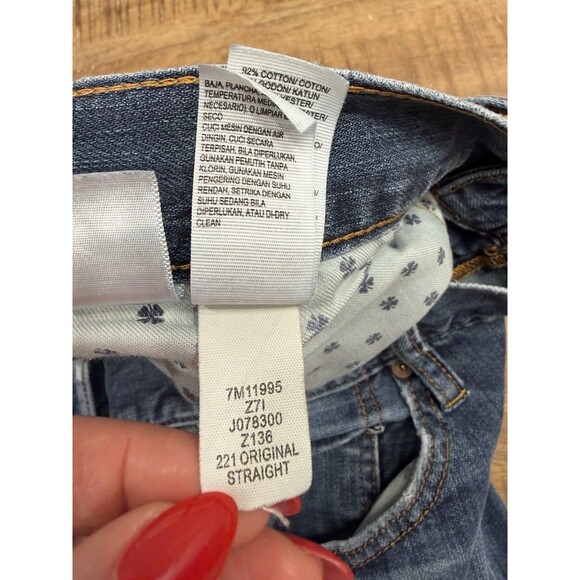 92% COTTON/ COTON/
BAJA, PLANCHA
TEMPERATURA MEDIA
NECESARIO), O LIMPIAR
SECO
CUCI MESIN DENGAN AIR
DINGIN, CUCI SECARA
TERPISAH, BILA DIPERLUKAN,
GUNAKAN PEMUTIH TANPA
KLORIN, GUNAKAN MESIN
PENGERING DENGAN SUHU
RENDAH, SETRIKA DENGAN
SUHU SEDANG BILA
DIPERLUKAN, ATAU DI-DRY
CLEAN
7M11995
Z7I
J078300
Z136
221 ORIGINAL
STRAIGHT